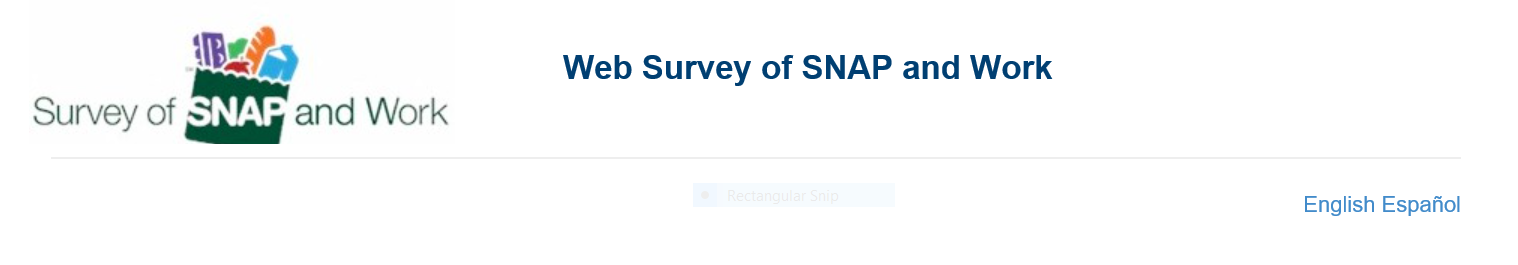 Web Survey of SNAP and Work
Survey of SNAP and Work
Rectangular Snip
English Español